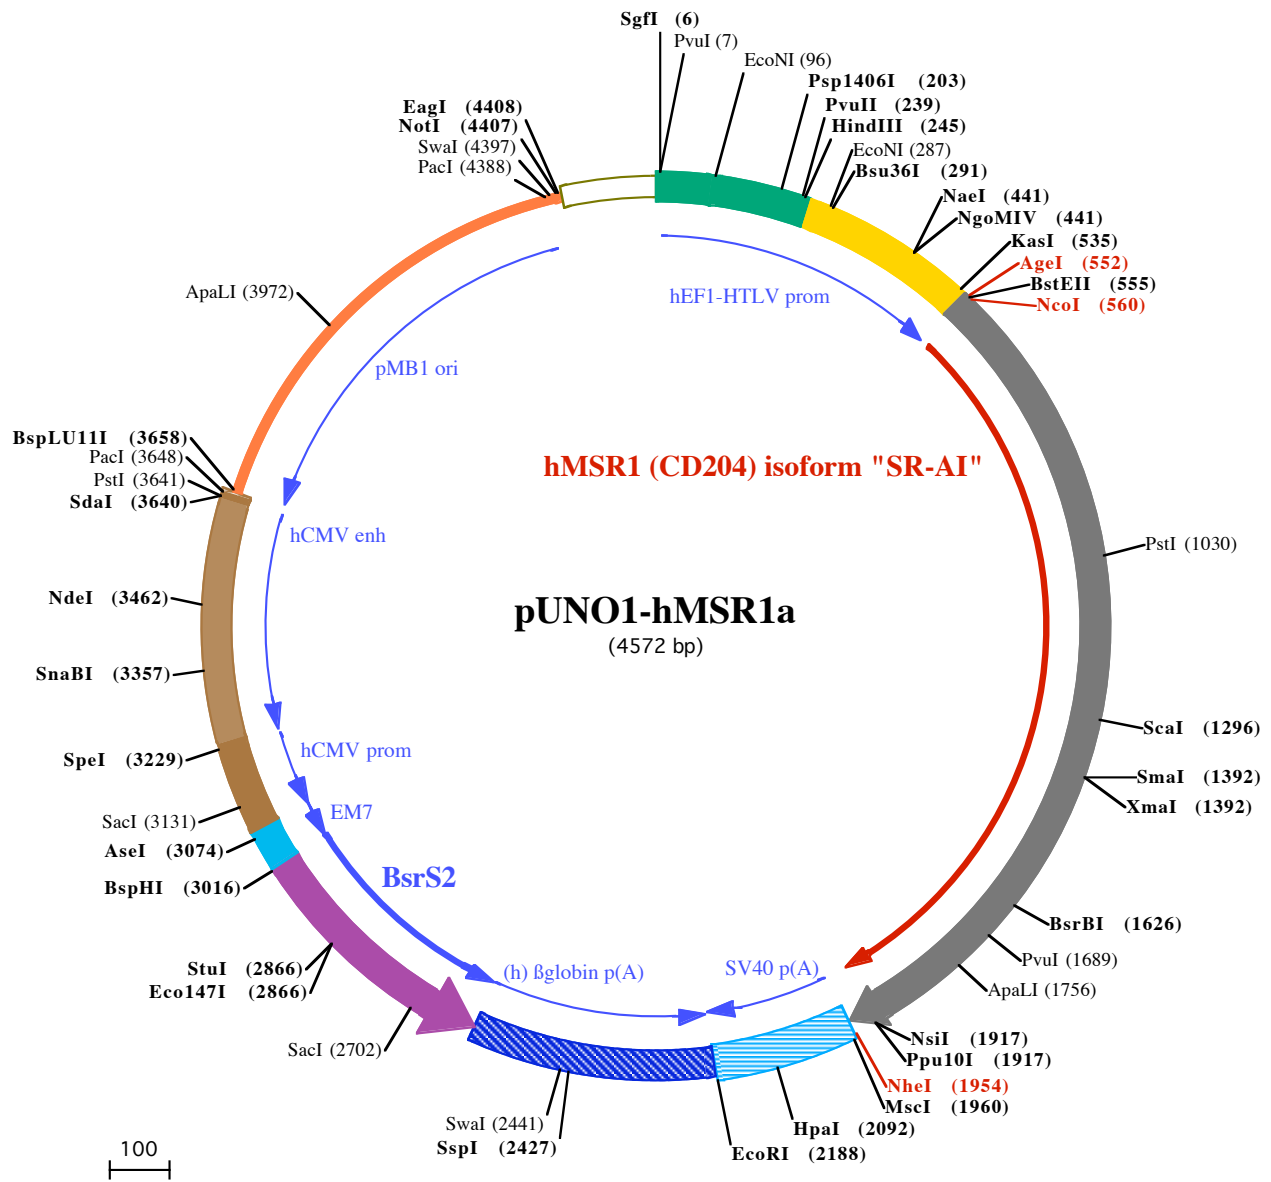 SgfI (6)
PvuI (7)
EcoNI (96)
Psp1406I (203)
PvuII (239)
HindIII (245)
EcoNI (287)
Bsu36I (291)
NaeI (441)
NgoMIV (441)
KasI (535)
AgeI (552)
BstEII (555)
NcoI (560)
PstI (1030)
ScaI (1296)
SmaI (1392)
XmaI (1392)
BsrBI (1626)
PvuI (1689)
ApaLI (1756)
NsiI (1917)
Ppu10I (1917)
NheI (1954)
MscI (1960)
HpaI (2092)
EcoRI (2188)
SwaI (2441)
SspI (2427)
SacI (2702)
StuI (2866)
Eco147I (2866)
BspHI (3016)
AseI (3074)
SacI (3131)
SpeI (3229)
SnaBI (3357)
NdeI (3462)
SdaI (3640)
PstI (3641)
PacI (3648)
BspLU11I (3658)
ApaLI (3972)
PacI (4388)
SwaI (4397)
NotI (4407)
EagI (4408)
hEF1-HTLV prom
pMB1 ori
hMSR1 (CD204) isoform "SR-AI"
hCMV enh
pUNO1-hMSR1a
(4572 bp)
hCMV prom
EM7
BsrS2
(h) ßglobin p(A)
SV40 p(A)
100